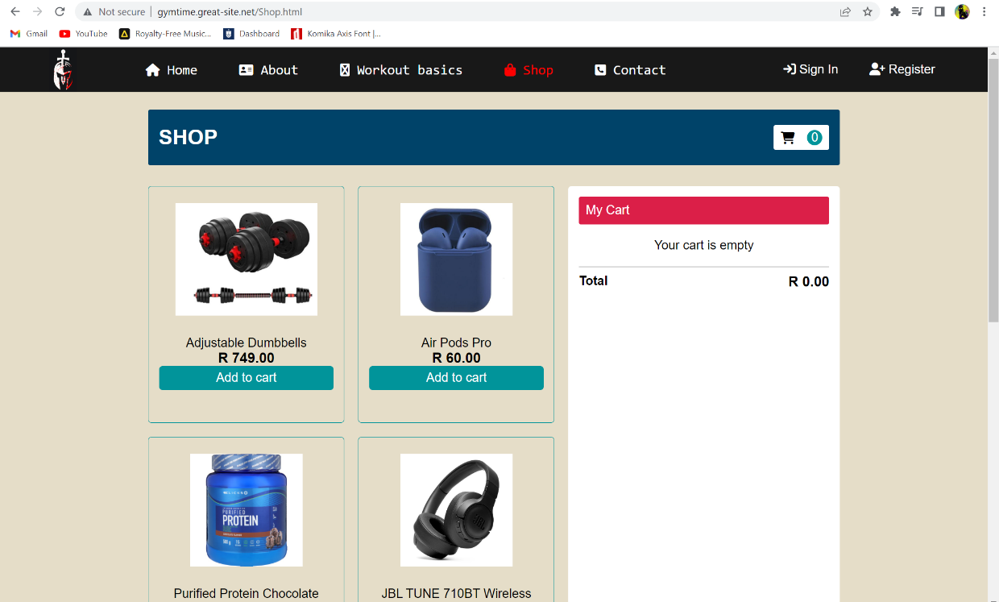 Not secure | gymtime.great-site.net/Shop.html
Gmail YouTube Royalty-Free Music... Dashboard Komika Axis Font |...
Home About Workout basics Shop Contact Sign In Register
SHOP 0
My Cart
Your cart is empty
Total R 0.00
Adjustable Dumbbells
R 749.00
Add to cart
Air Pods Pro
R 60.00
Add to cart
CLICKS
PURIFIED
PROTEIN
Purified Protein Chocolate
JBL
JBL TUNE 710BT Wireless